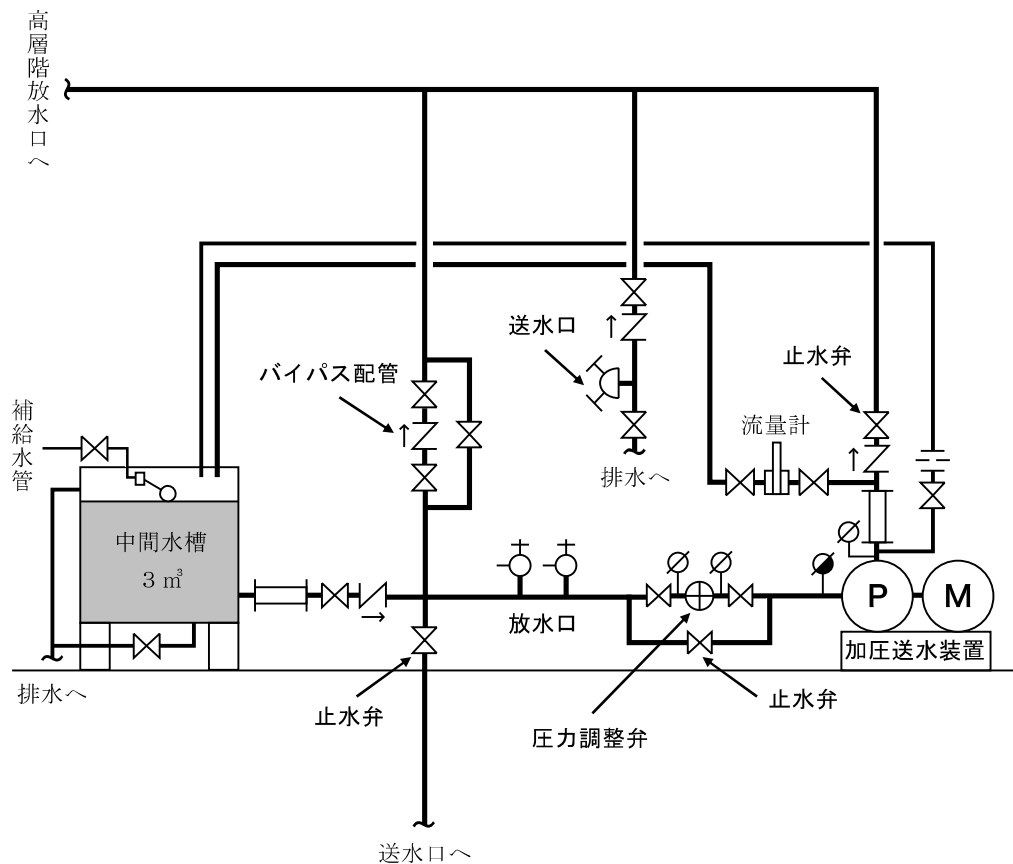 高層階放水口へ
送水口
止水弁
バイパス配管
流量計
補給水管
排水へ
中間水槽
3 ㎥
P
M
放水口
加圧送水装置
排水へ
止水弁
圧力調整弁
止水弁
送水口へ